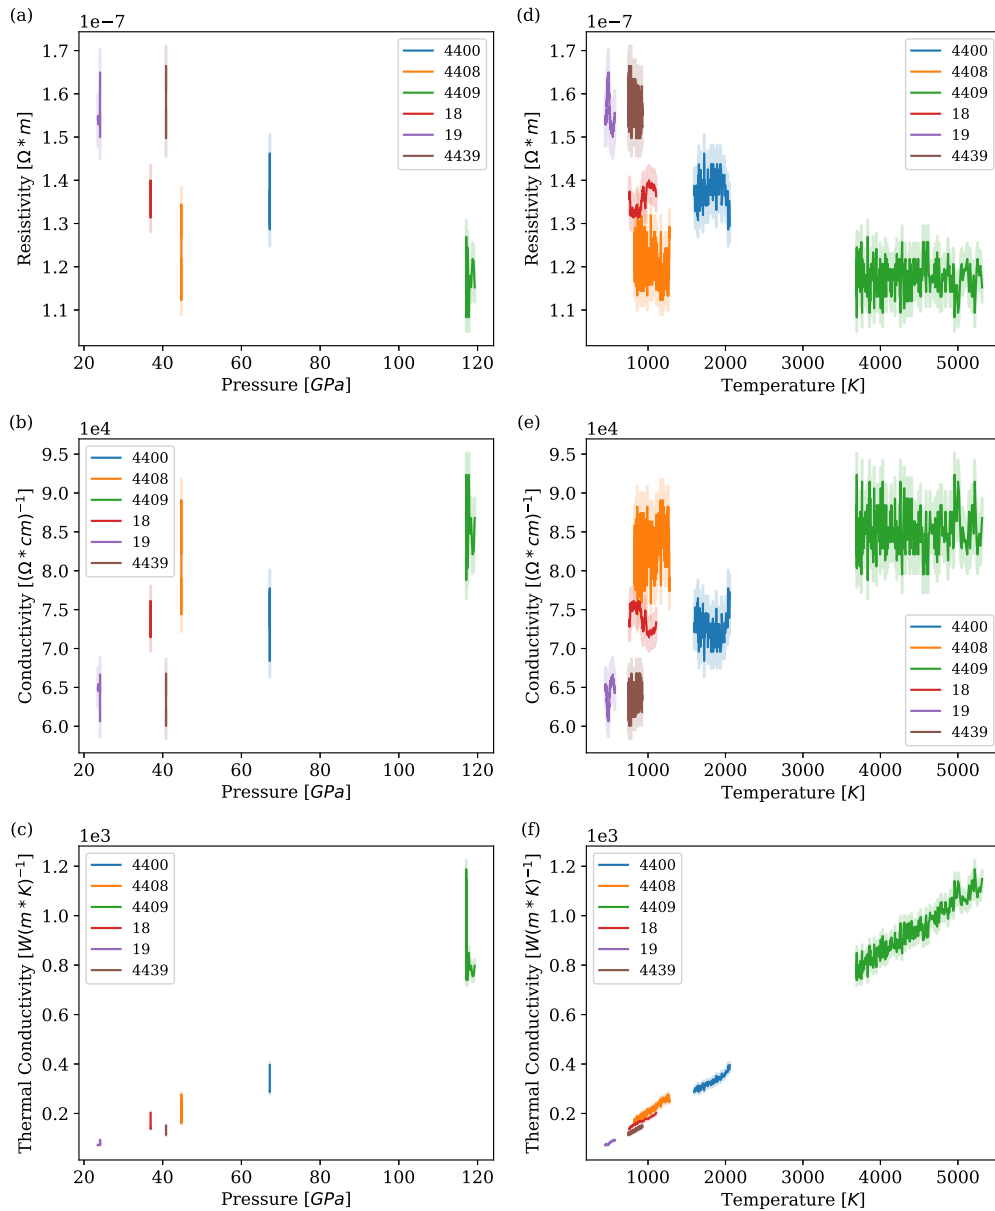 (a)
1e−7
Resistivity [Ω∗m]
1.7
1.6
1.5
1.4
1.3
1.2
1.1
4400
4408
4409
18
19
4439
20 40 60 80 100 120
Pressure [GPa]
(d)
1e−7
Resistivity [Ω∗m]
1.7
1.6
1.5
1.4
1.3
1.2
1.1
4400
4408
4409
18
19
4439
1000 2000 3000 4000 5000
Temperature [K]
(b)
1e4
Conductivity [(Ω∗cm)⁻¹]
9.5
9.0
8.5
8.0
7.5
7.0
6.5
6.0
4400
4408
4409
18
19
4439
20 40 60 80 100 120
Pressure [GPa]
(e)
1e4
Conductivity [(Ω∗cm)⁻¹]
9.5
9.0
8.5
8.0
7.5
7.0
6.5
6.0
4400
4408
4409
18
19
4439
1000 2000 3000 4000 5000
Temperature [K]
(c)
1e3
Thermal Conductivity [W(m∗K)⁻¹]
1.2
1.0
0.8
0.6
0.4
0.2
4400
4408
4409
18
19
4439
20 40 60 80 100 120
Pressure [GPa]
(f)
1e3
Thermal Conductivity [W(m∗K)⁻¹]
1.2
1.0
0.8
0.6
0.4
0.2
4400
4408
4409
18
19
4439
1000 2000 3000 4000 5000
Temperature [K]